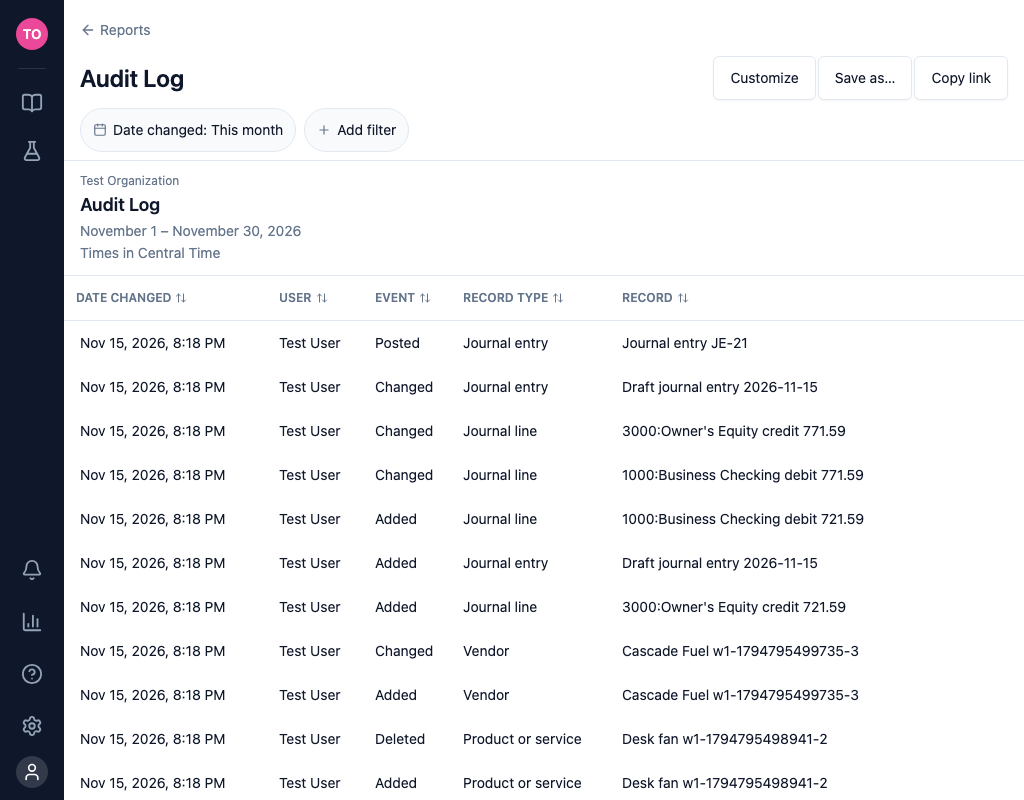 TO
Reports
Audit Log
Customize
Save as...
Copy link
Date changed: This month
Add filter
Test Organization
Audit Log
November 1 – November 30, 2026
Times in Central Time
DATE CHANGED USER EVENT RECORD TYPE RECORD
Nov 15, 2026, 8:18 PM Test User Posted Journal entry Journal entry JE-21
Nov 15, 2026, 8:18 PM Test User Changed Journal entry Draft journal entry 2026-11-15
Nov 15, 2026, 8:18 PM Test User Changed Journal line 3000:Owner's Equity credit 771.59
Nov 15, 2026, 8:18 PM Test User Changed Journal line 1000:Business Checking debit 771.59
Nov 15, 2026, 8:18 PM Test User Added Journal line 1000:Business Checking debit 721.59
Nov 15, 2026, 8:18 PM Test User Added Journal entry Draft journal entry 2026-11-15
Nov 15, 2026, 8:18 PM Test User Added Journal line 3000:Owner's Equity credit 721.59
Nov 15, 2026, 8:18 PM Test User Changed Vendor Cascade Fuel w1-1794795499735-3
Nov 15, 2026, 8:18 PM Test User Added Vendor Cascade Fuel w1-1794795499735-3
Nov 15, 2026, 8:18 PM Test User Deleted Product or service Desk fan w1-1794795498941-2
Nov 15, 2026, 8:18 PM Test User Added Product or service Desk fan w1-1794795498941-2